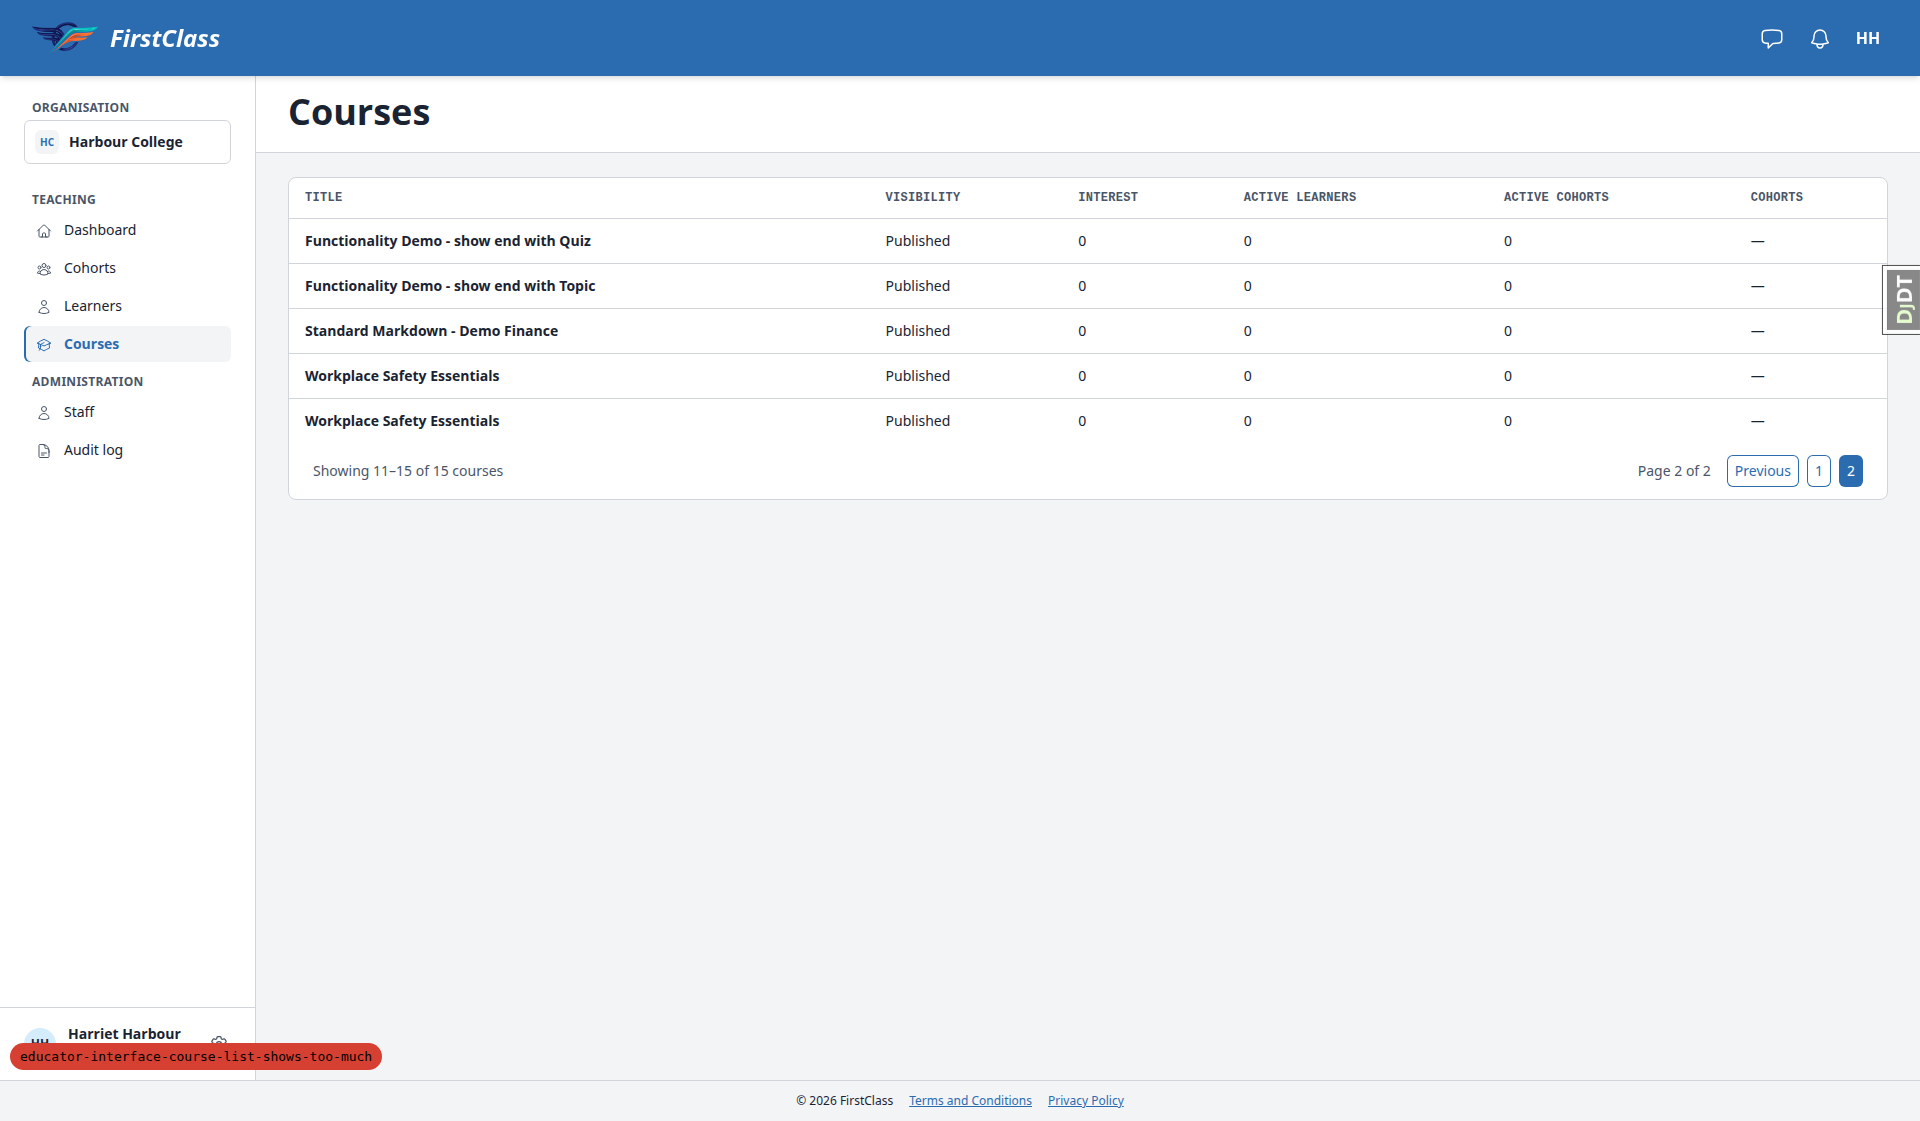 FirstClass
HH
ORGANISATION
HC Harbour College
TEACHING
Dashboard
Cohorts
Learners
Courses
ADMINISTRATION
Staff
Audit log
Courses
TITLE VISIBILITY INTEREST ACTIVE LEARNERS ACTIVE COHORTS COHORTS
Functionality Demo - show end with Quiz Published 0 0 0 —
Functionality Demo - show end with Topic Published 0 0 0 —
Standard Markdown - Demo Finance Published 0 0 0 —
Workplace Safety Essentials Published 0 0 0 —
Workplace Safety Essentials Published 0 0 0 —
Showing 11–15 of 15 courses Page 2 of 2 Previous 1 2
DJDT
HH Harriet Harbour
educator-interface-course-list-shows-too-much
© 2026 FirstClass Terms and Conditions Privacy Policy